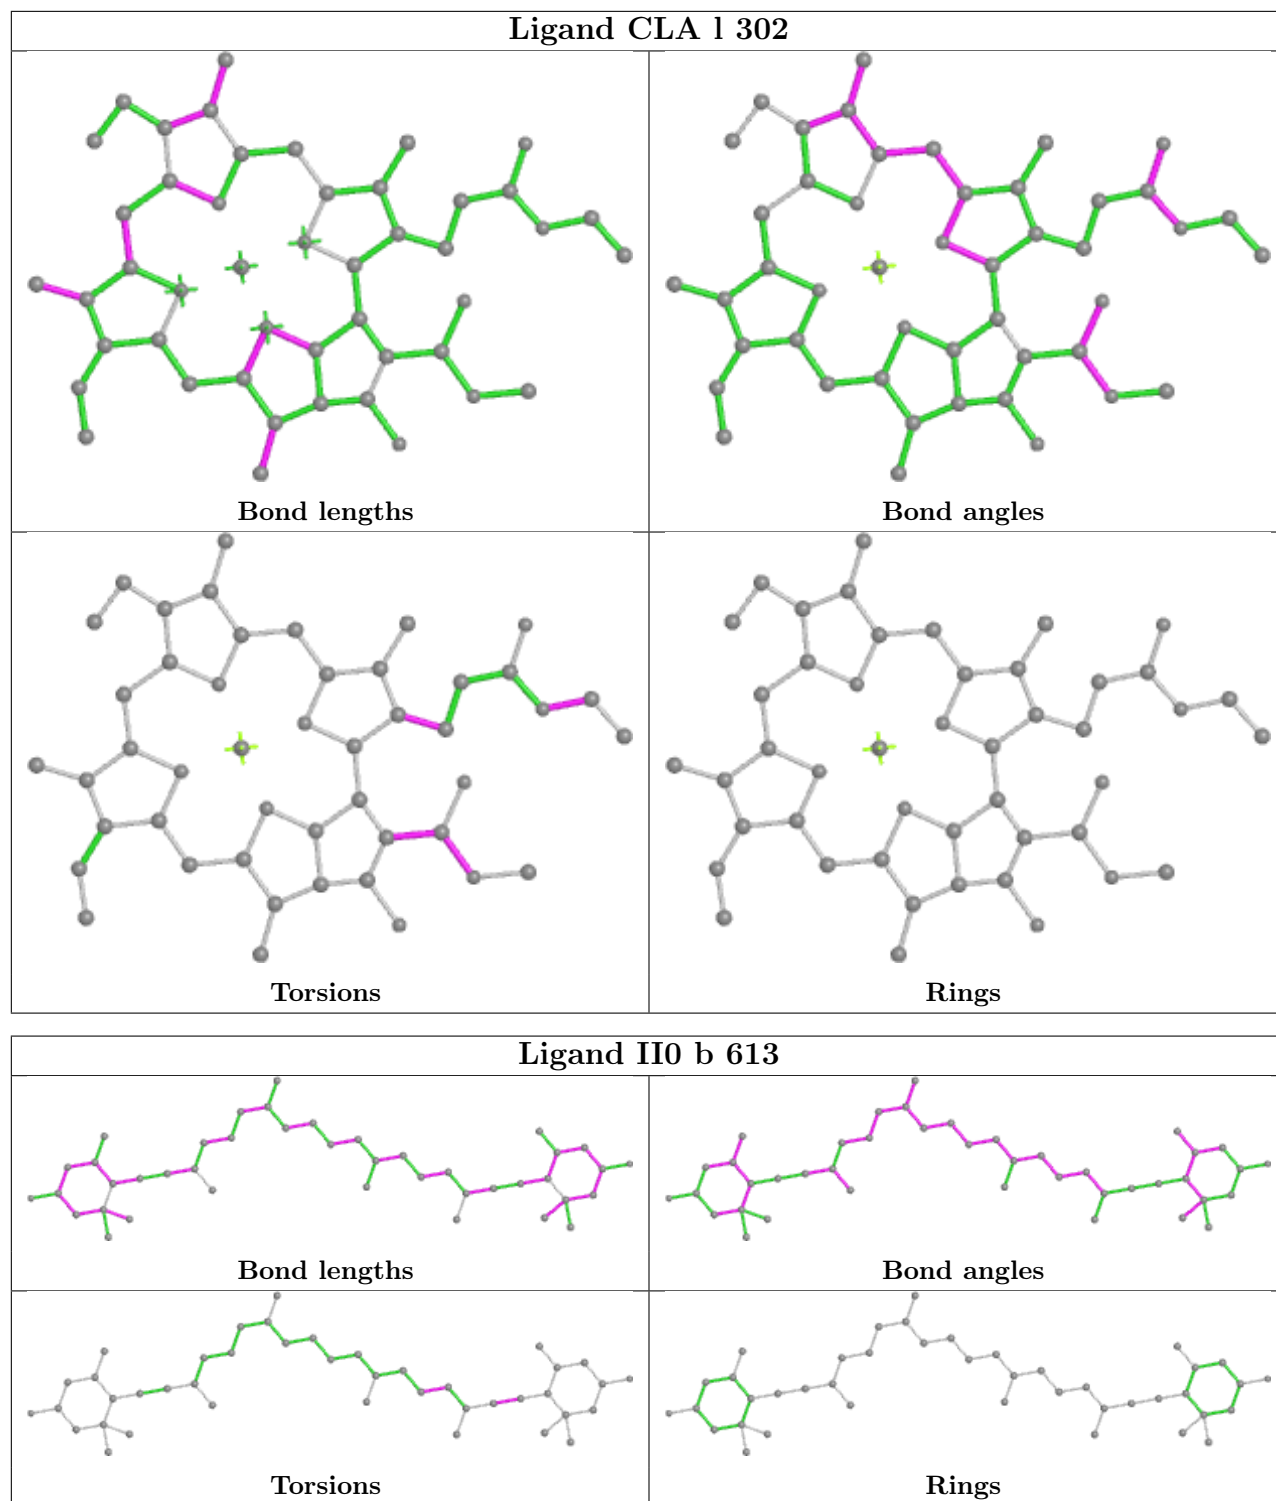 Ligand CLA l 302
Bond lengths
Bond angles
Torsions
Rings
Ligand II0 b 613
Bond lengths
Bond angles
Torsions
Rings